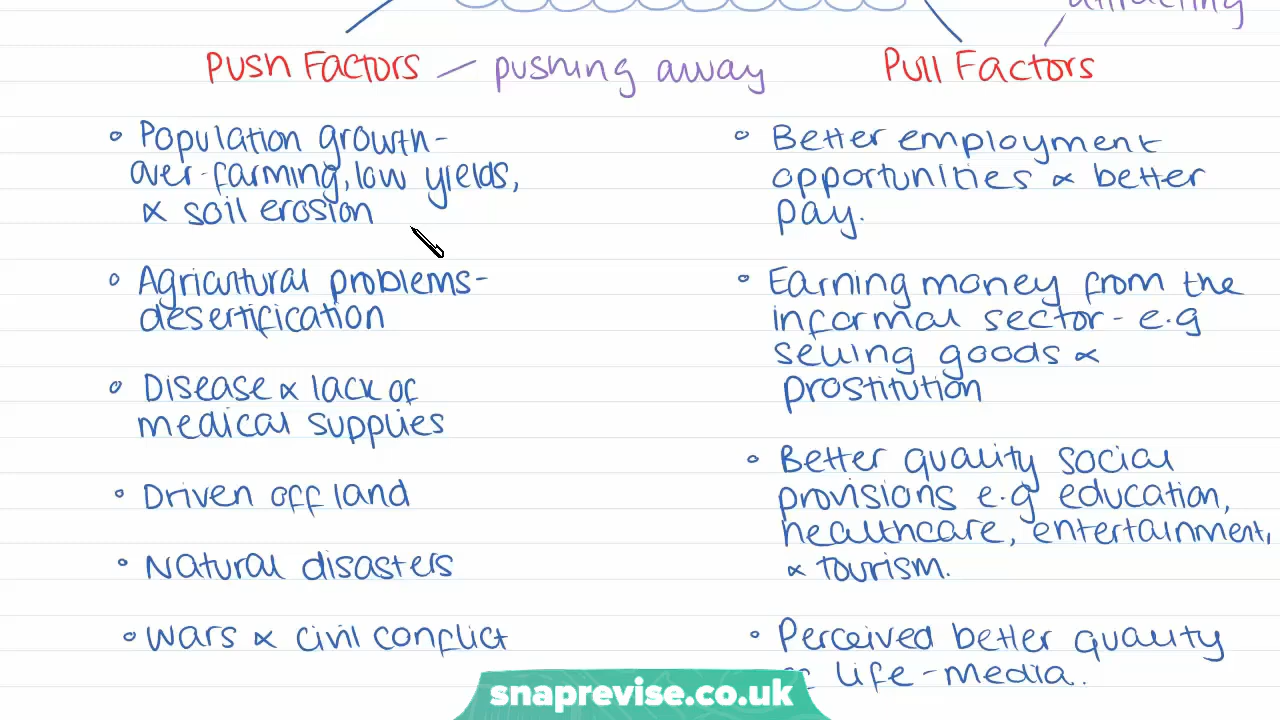 attracting
Push Factors - pushing away
Pull Factors
• Population growth-
over-farming, low yields,
& soil erosion
• Agricultural problems-
desertification
• Disease & lack of
medical supplies
• Driven off land
• Natural disasters
• Wars & civil conflict
• Better employment
opportunities & better
pay.
• Earning money from the
informal sector - e.g
selling goods &
prostitution
• Better quality social
provisions e.g education,
healthcare, entertainment,
& tourism.
• Perceived better quality
life - media.
snaprevise.co.uk